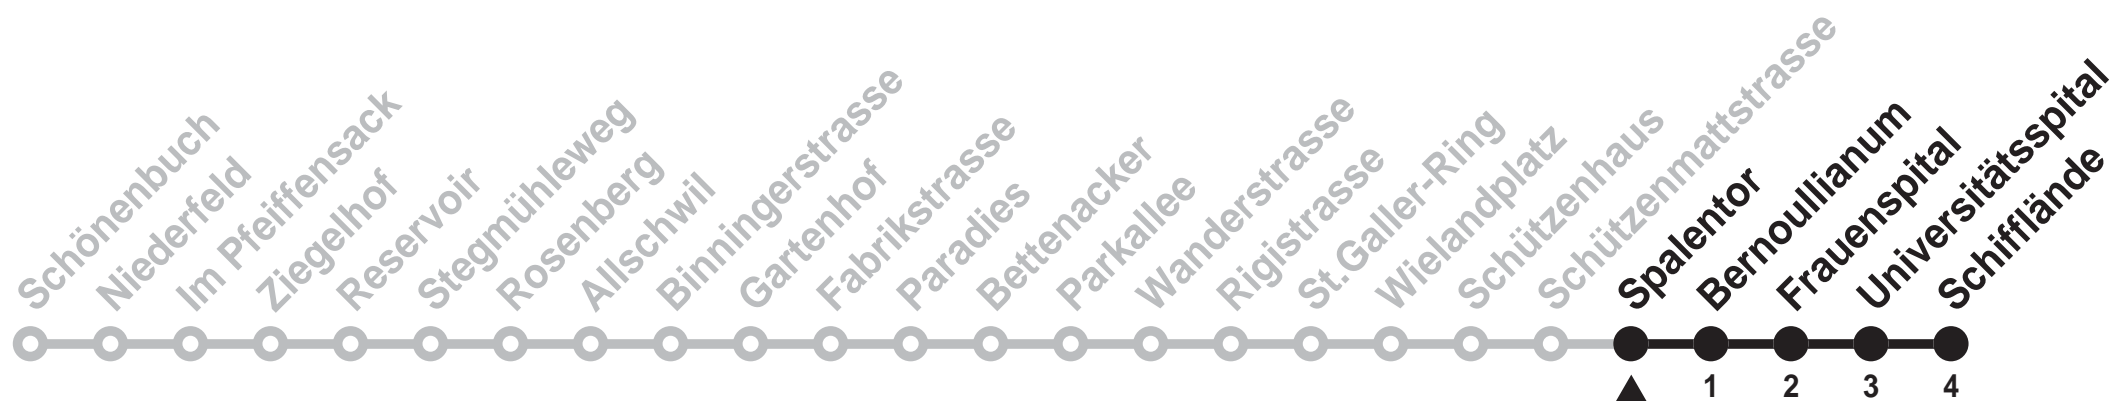 Schönenbuch
Niederfeld
Im Pfeiffensack
Ziegelhof
Reservoir
Stegmühleweg
Rosenberg
Allschwil
Binningerstrasse
Gartenhof
Fabrikstrasse
Paradies
Bettenacker
Parkallee
Wanderstrasse
Rigistrasse
St.Galler-Ring
Wielandplatz
Schützenhaus
Schützenmattstrasse
Spalentor
Bernoullianum
Frauenspital
Universitätsspital
Schifflände
1 2 3 4